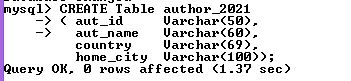 mysql> CREATE Table author_2021
    -> ( aut_id     Varchar(50),
    ->   aut_name   Varchar(60),
         country    Varchar(69),
         home_city  Varchar(100));
Query OK, 0 rows affected (1.37 sec)